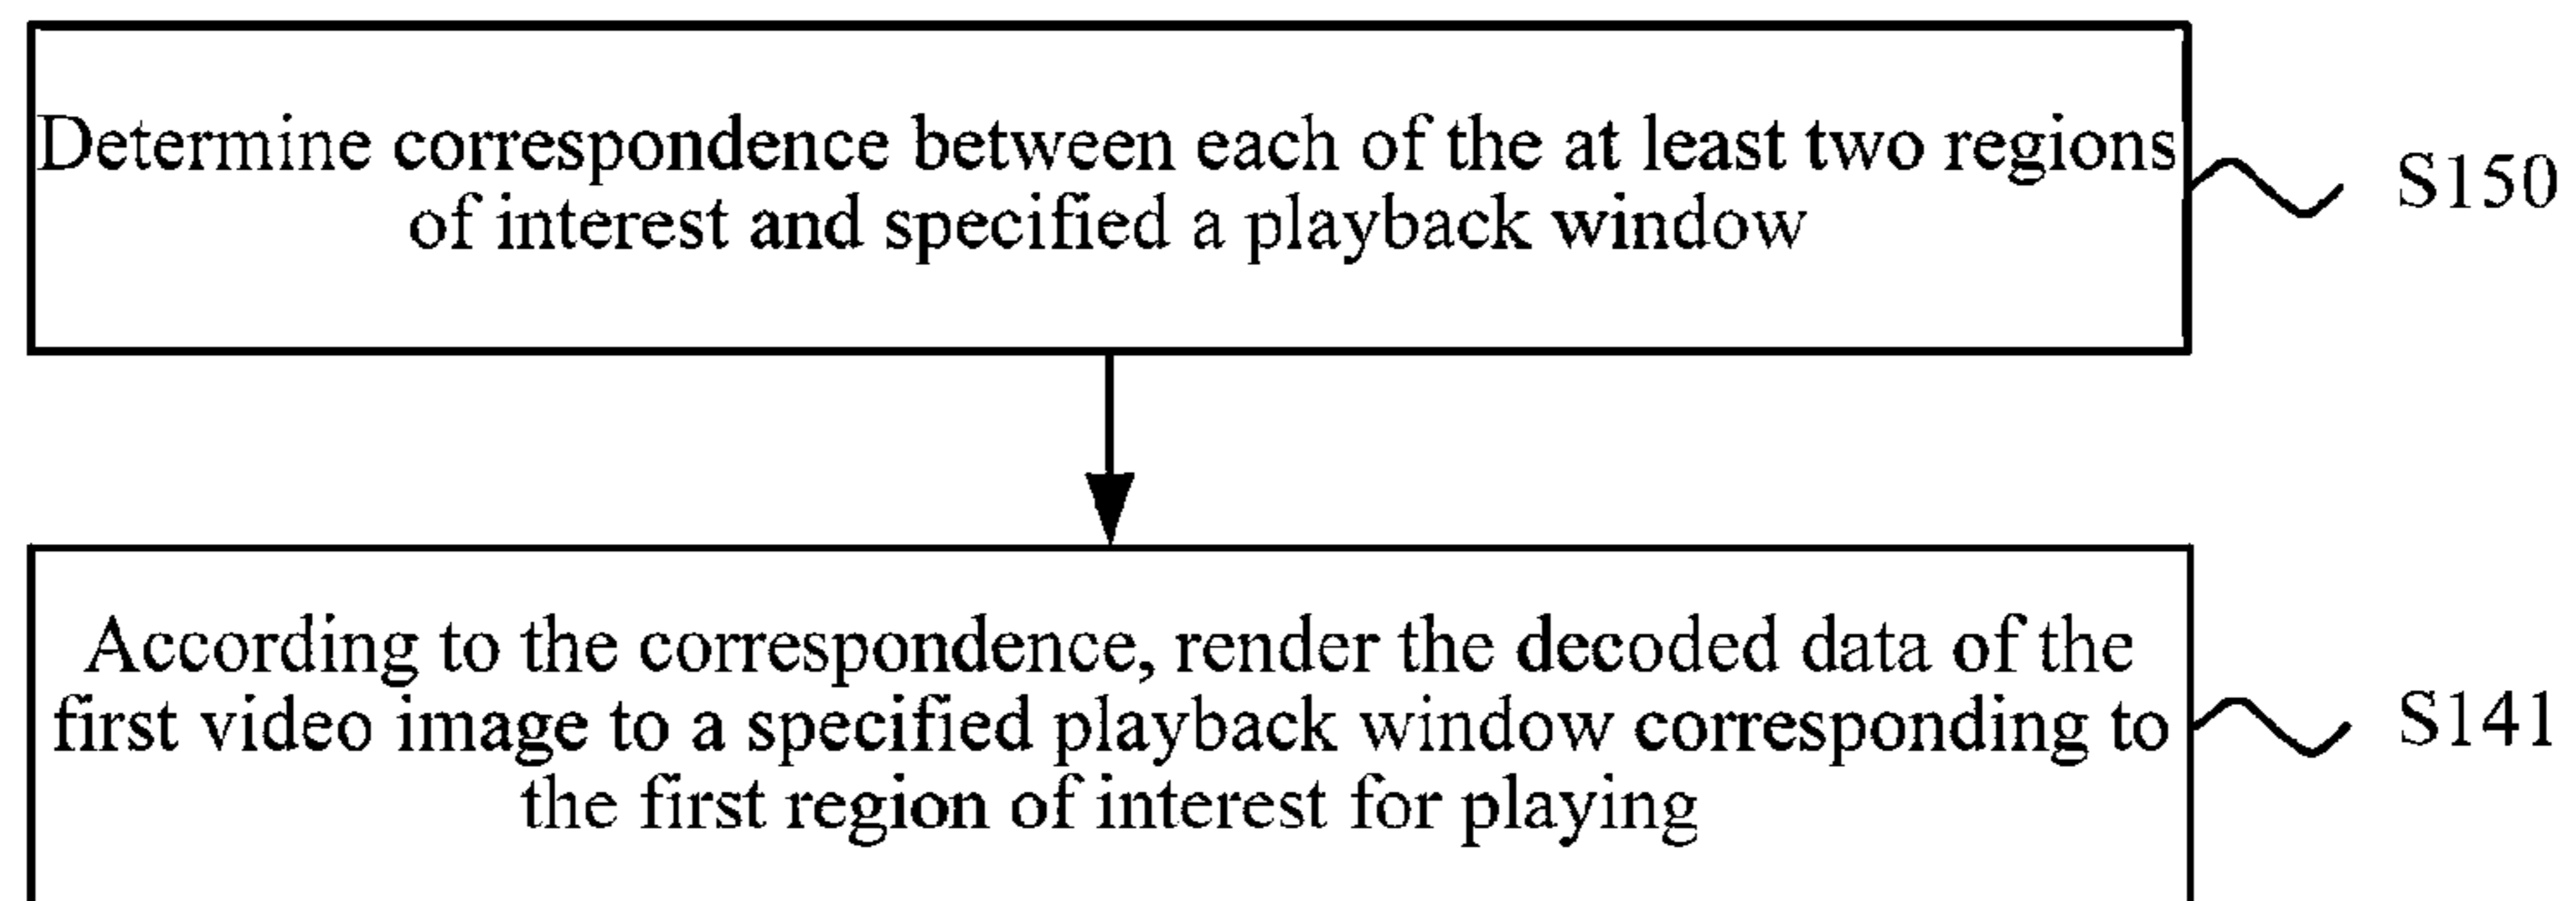 Determine correspondence between each of the at least two regions
of interest and specified a playback window
S150
According to the correspondence, render the decoded data of the
first video image to a specified playback window corresponding to
the first region of interest for playing
S141